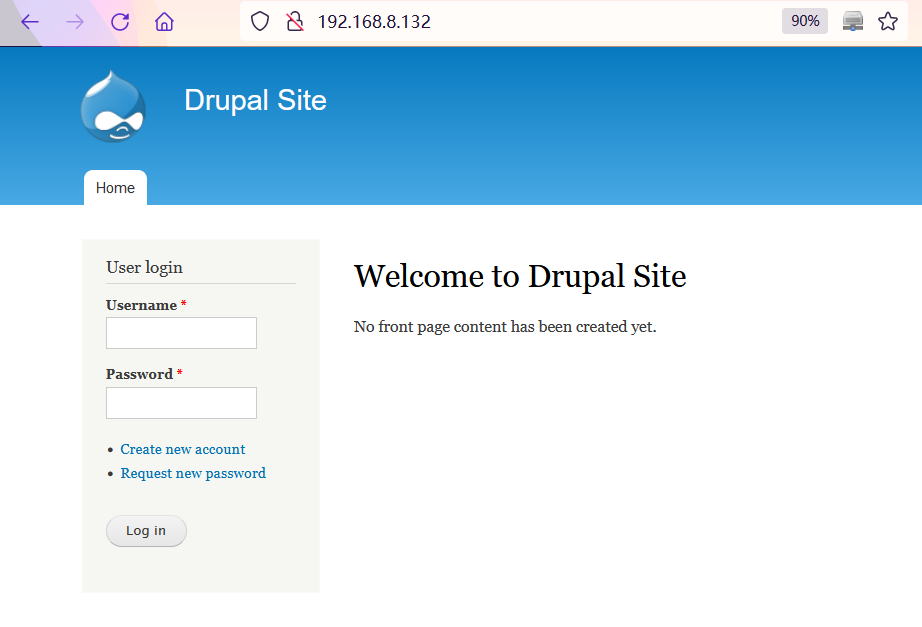 192.168.8.132
90%
Drupal Site
Home
User login
Username *
Password *
Create new account
Request new password
Log in
Welcome to Drupal Site
No front page content has been created yet.